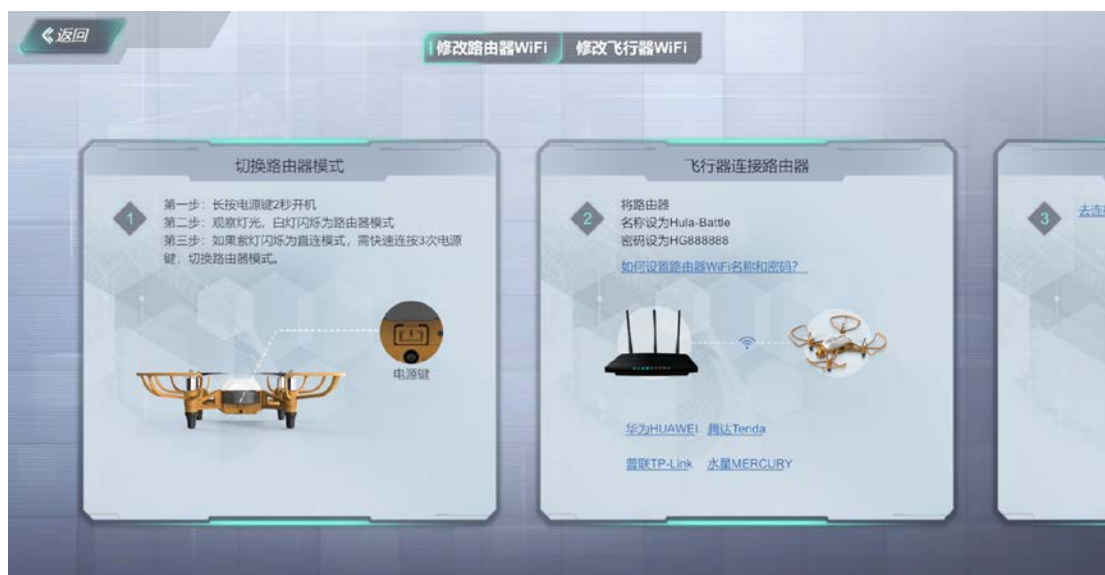 返回
修改路由器WiFi
修改飞行器WiFi
切换路由器模式
1
第一步：长按电源键2秒开机
第二步：观察灯光，白灯闪烁为路由器模式
第三步：如果紫灯闪烁为直连模式，需快速连按3次电源
键，切换路由器模式。
电源键
飞行器连接路由器
2
将路由器
名称设为Hula-Battle
密码设为HG888888
如何设置路由器WiFi名称和密码？
华为HUAWEI 腾达Tenda
普联TP-Link 水星MERCURY
3
去连